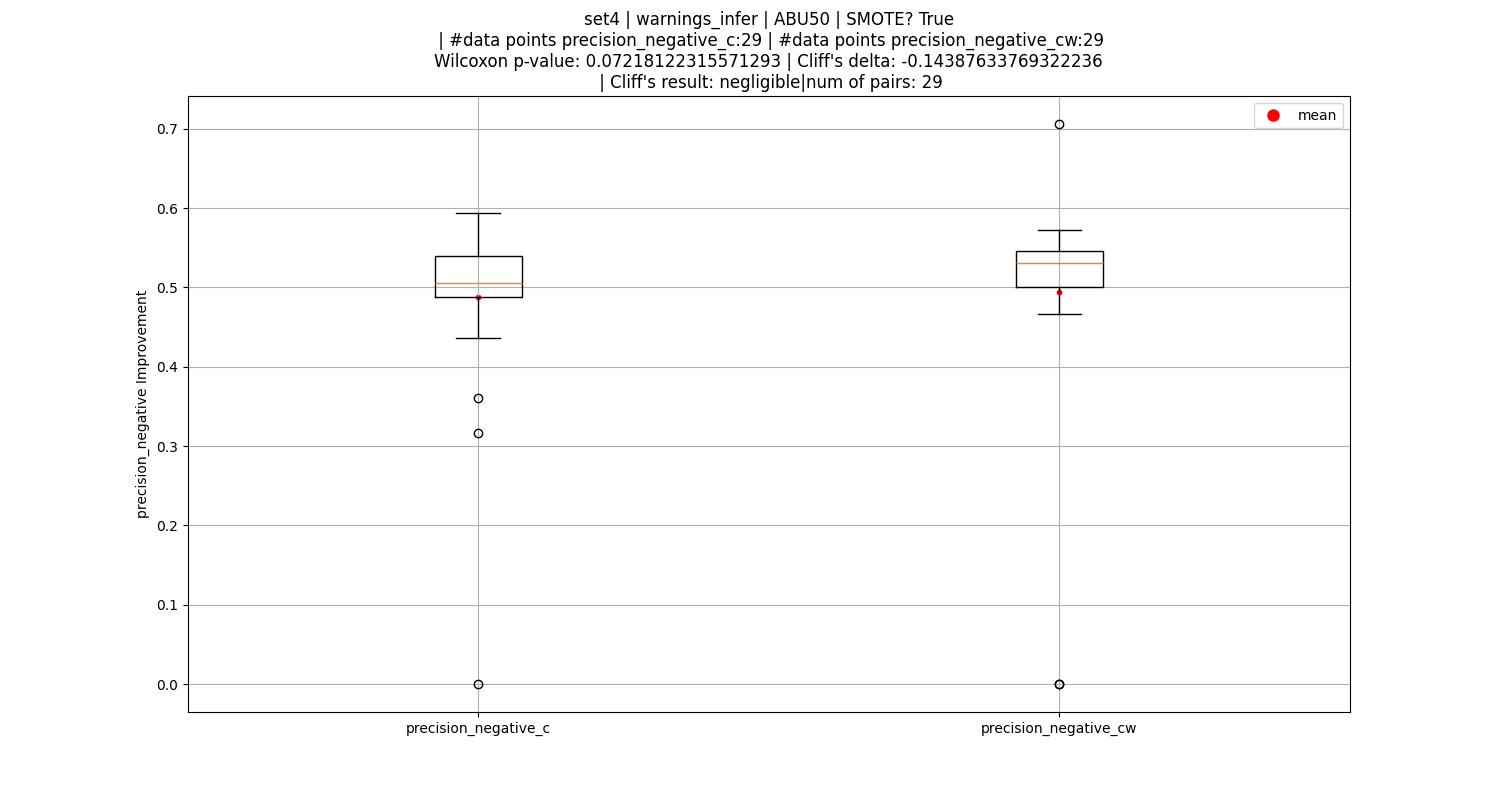 set4 | warnings_infer | ABU50 | SMOTE? True
| #data points precision_negative_c:29 | #data points precision_negative_cw:29
Wilcoxon p-value: 0.07218122315571293 | Cliff's delta: -0.14387633769322236
| Cliff's result: negligible|num of pairs: 29
mean
0.7
0.6
0.5
0.4
0.3
0.2
0.1
0.0
precision_negative Improvement
precision_negative_c
precision_negative_cw